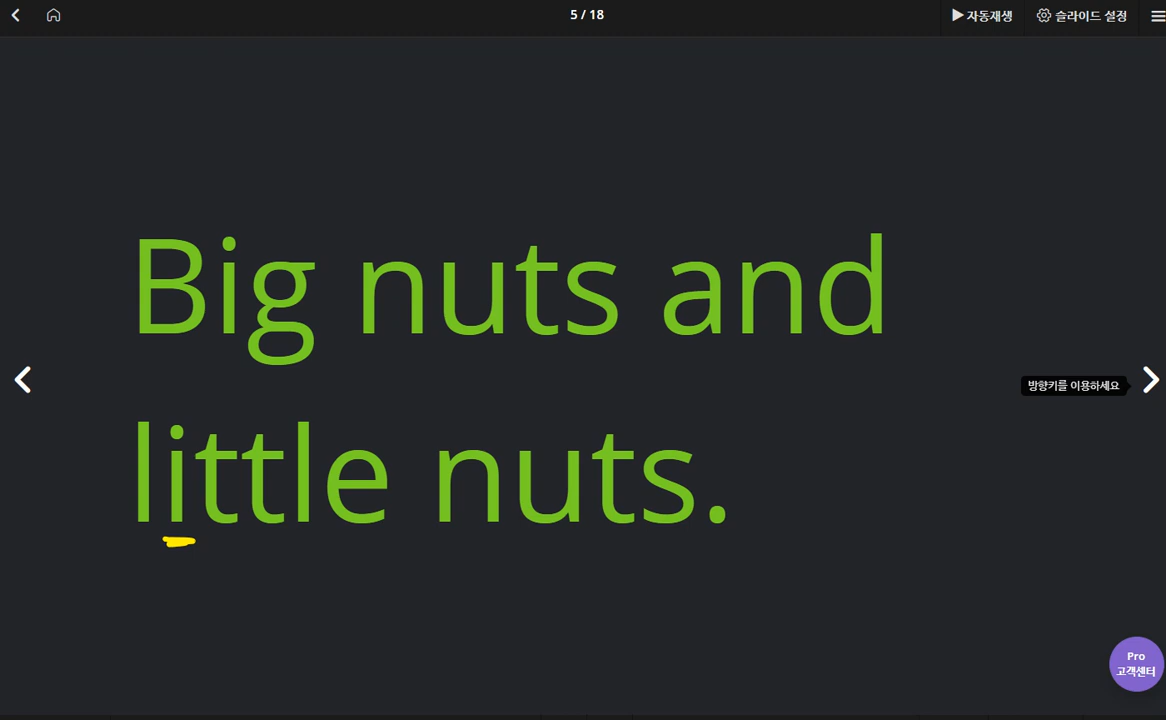 5 / 18
자동재생
슬라이드 설정
Big nuts and
little nuts.
방향키를 이용하세요
Pro
고객센터